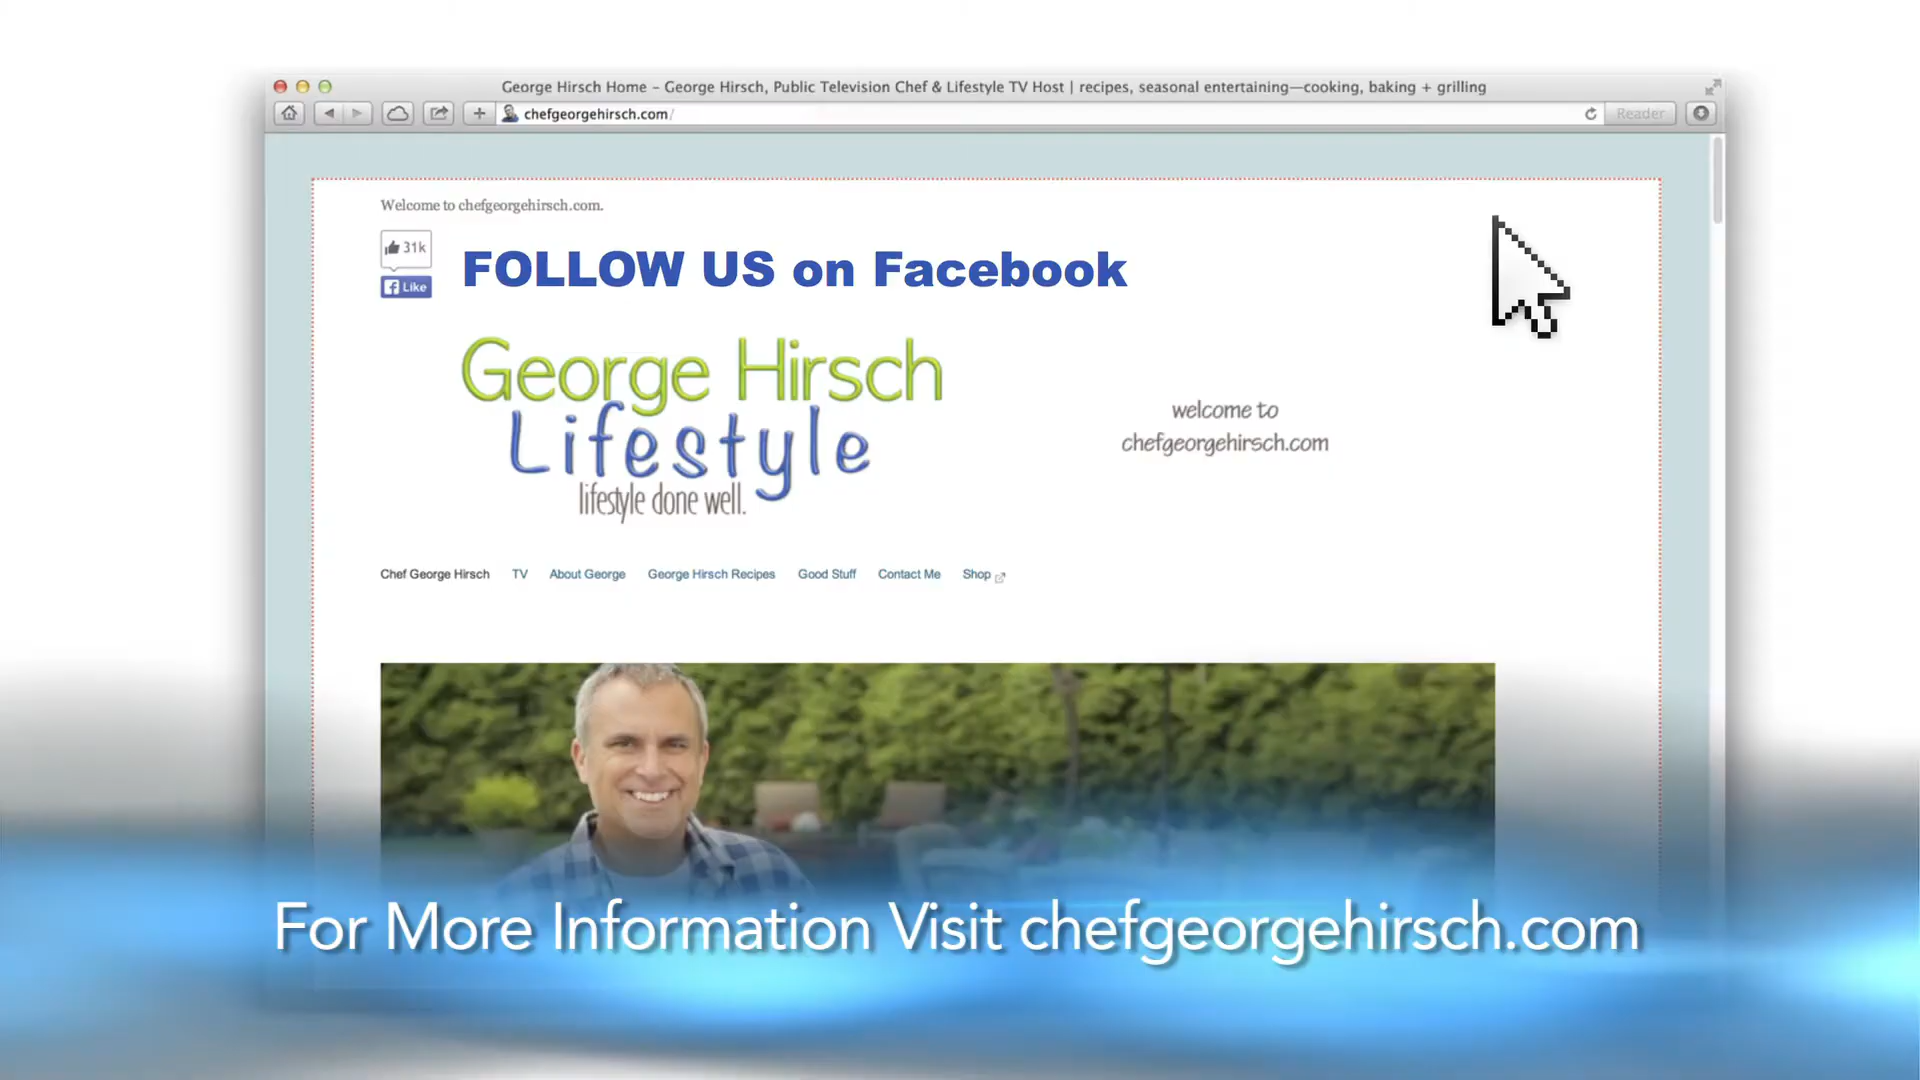 George Hirsch Home – George Hirsch, Public Television Chef & Lifestyle TV Host | recipes, seasonal entertaining—cooking, baking + grilling
chefgeorgehirsch.com/
Reader
Welcome to chefgeorgehirsch.com.
31k
Like
FOLLOW US on Facebook
George Hirsch
Lifestyle
lifestyle done well.
welcome to
chefgeorgehirsch.com
Chef George Hirsch TV About George George Hirsch Recipes Good Stuff Contact Me Shop
For More Information Visit chefgeorgehirsch.com